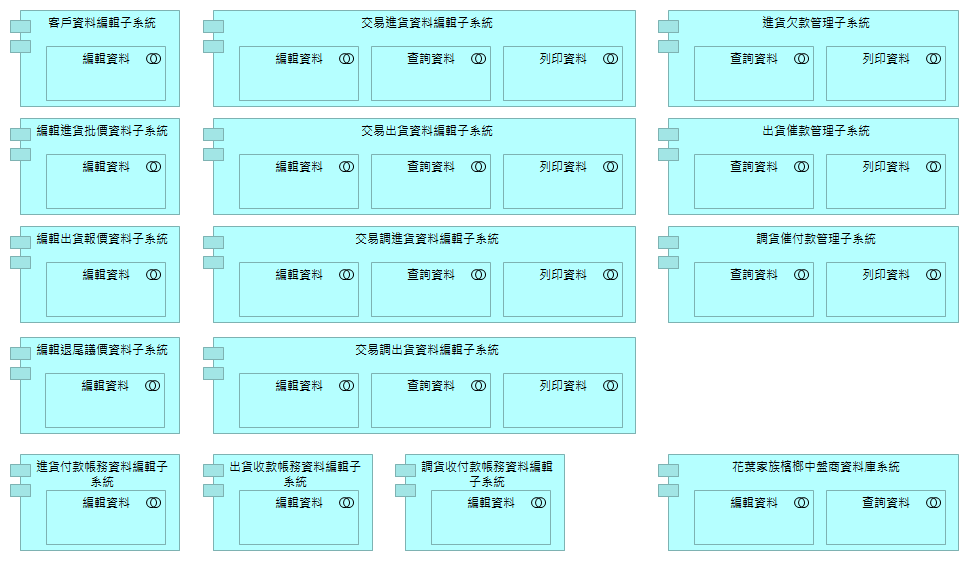 客戶資料編輯子系統
編輯資料
交易進貨資料編輯子系統
編輯資料
查詢資料
列印資料
進貨欠款管理子系統
查詢資料
列印資料
編輯進貨批價資料子系統
編輯資料
交易出貨資料編輯子系統
編輯資料
查詢資料
列印資料
出貨催款管理子系統
查詢資料
列印資料
編輯出貨報價資料子系統
編輯資料
交易調進貨資料編輯子系統
編輯資料
查詢資料
列印資料
調貨催付款管理子系統
查詢資料
列印資料
編輯退尾議價資料子系統
編輯資料
交易調出貨資料編輯子系統
編輯資料
查詢資料
列印資料
進貨付款帳務資料編輯子
系統
編輯資料
出貨收款帳務資料編輯子
系統
編輯資料
調貨收付款帳務資料編輯
子系統
編輯資料
花葉家族檳榔中盤商資料庫系統
編輯資料
查詢資料